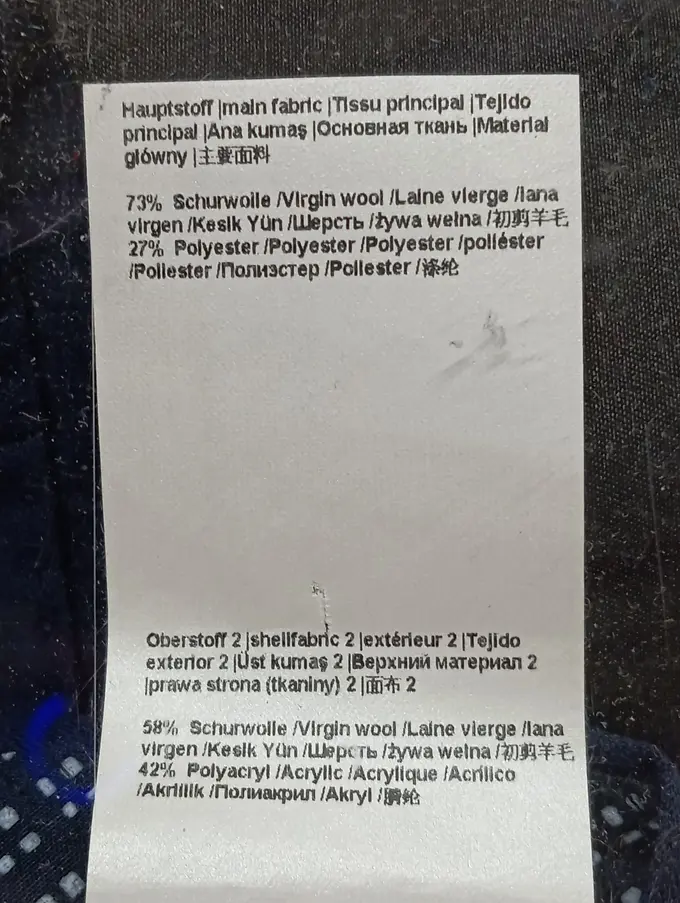 Hauptstoff |main fabric |Tissu principal |Tejido
principal |Ana kumaş |Основная ткань |Materiał
główny |主要面料
73% Schurwolle /Virgin wool /Laine vierge /lana
virgen /Kesik Yün /Шерсть /żywa wełna /初剪羊毛
27% Polyester /Polyester /Polyester /poliéster
/Poliester /Полиэстер /Poliester /涤纶
Oberstoff 2 |shellfabric 2 |extérieur 2 |Tejido
exterior 2 |Üst kumaş 2 |Верхний материал 2
|prawa strona (tkaniny) 2 |面布 2
58% Schurwolle /Virgin wool /Laine vierge /lana
virgen /Kesik Yün /Шерсть /żywa wełna /初剪羊毛
42% Polyacryl /Acrylic /Acrylique /Acrílico
/Akrilik /Полиакрил /Akryl /腈纶